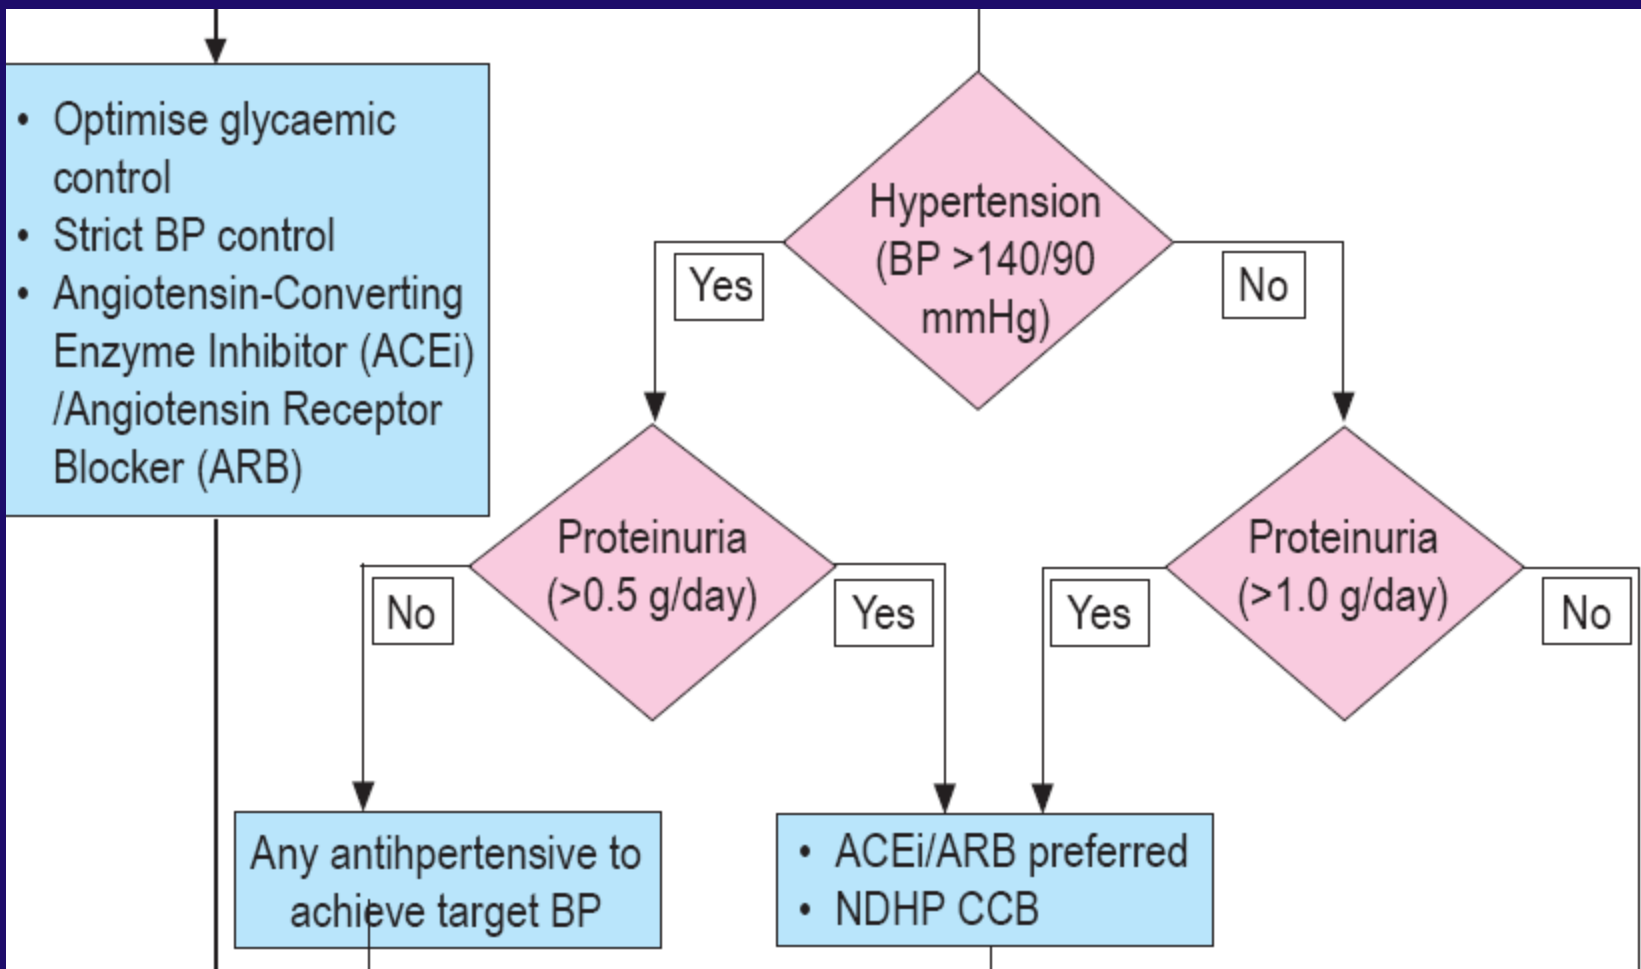 • Optimise glycaemic
control
• Strict BP control
• Angiotensin-Converting
Enzyme Inhibitor (ACEi)
/Angiotensin Receptor
Blocker (ARB)
Hypertension
(BP >140/90
mmHg)
Yes
No
Proteinuria
(>0.5 g/day)
No
Yes
Proteinuria
(>1.0 g/day)
Yes
No
Any antihpertensive to
achieve target BP
• ACEi/ARB preferred
• NDHP CCB